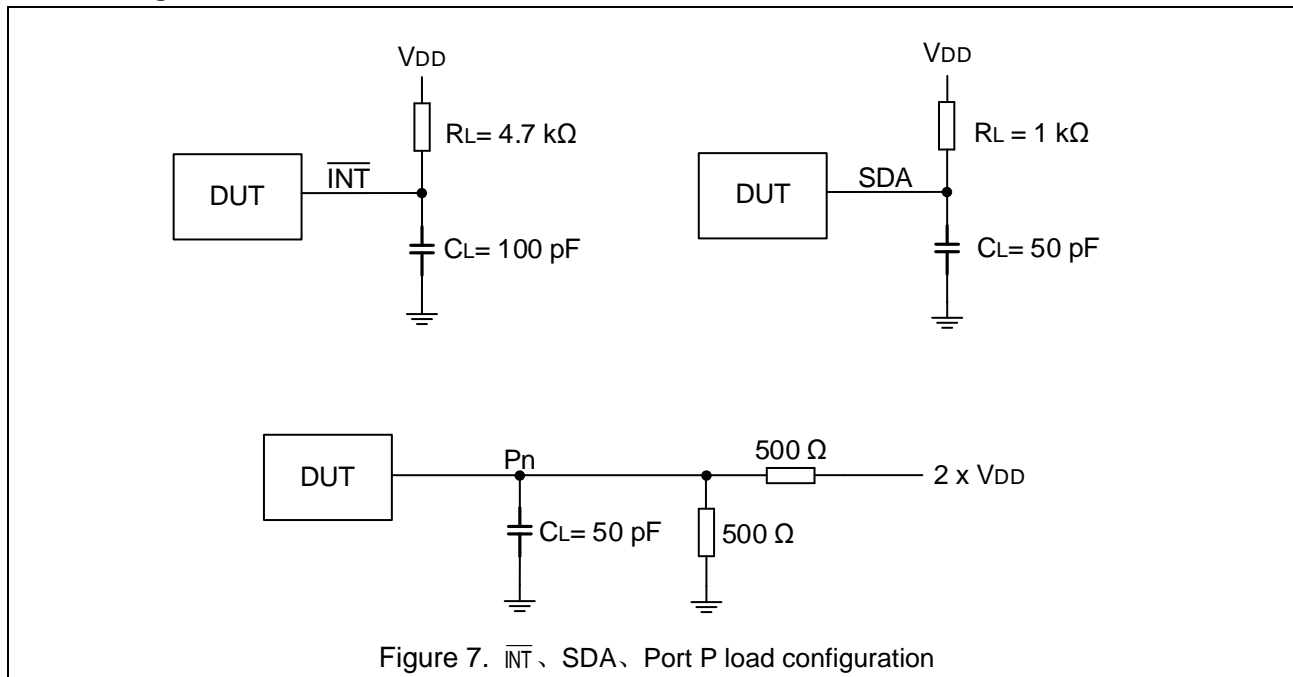 VDD
RL= 4.7 kΩ
INT
DUT
CL= 100 pF
VDD
RL = 1 kΩ
SDA
DUT
CL= 50 pF
DUT
Pn
500 Ω
2 x VDD
CL= 50 pF
500 Ω
Figure 7. INT、SDA、Port P load configuration